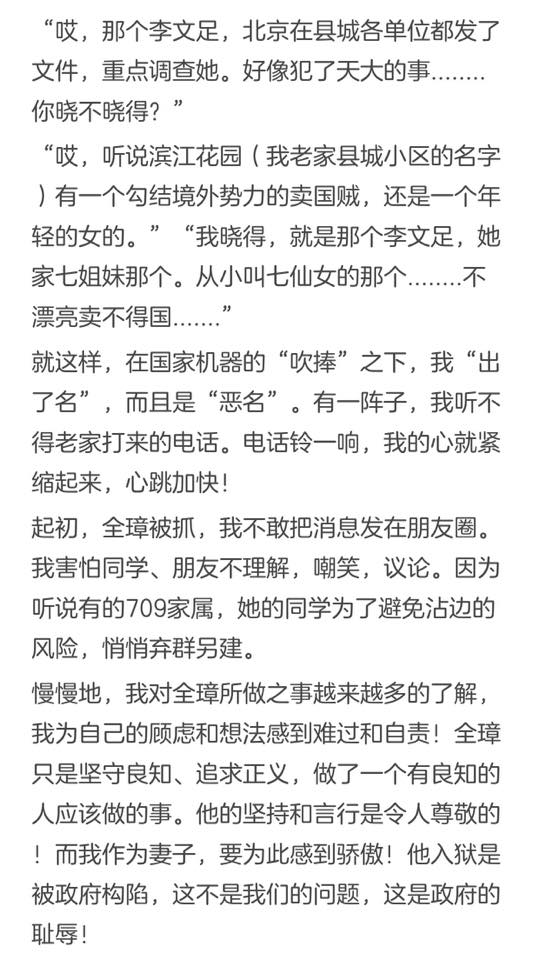 “哎，那个李文足，北京在县城各单位都发了
文件，重点调查她。好像犯了天大的事........
你晓不晓得？”
“哎，听说滨江花园（我老家县城小区的名字
）有一个勾结境外势力的卖国贼，还是一个年
轻的女的。” “我晓得，就是那个李文足，她
家七姐妹那个。从小叫七仙女的那个........不
漂亮卖不得国.......”
就这样，在国家机器的“吹捧”之下，我“出
了名”，而且是“恶名”。有一阵子，我听不
得老家打来的电话。电话铃一响，我的心就紧
缩起来，心跳加快！
起初，全璋被抓，我不敢把消息发在朋友圈。
我害怕同学、朋友不理解，嘲笑，议论。因为
听说有的709家属，她的同学为了避免沾边的
风险，悄悄弃群另建。
慢慢地，我对全璋所做之事越来越多的了解，
我为自己的顾虑和想法感到难过和自责！全璋
只是坚守良知、追求正义，做了一个有良知的
人应该做的事。他的坚持和言行是令人尊敬的
！而我作为妻子，要为此感到骄傲！他入狱是
被政府构陷，这不是我们的问题，这是政府的
耻辱！